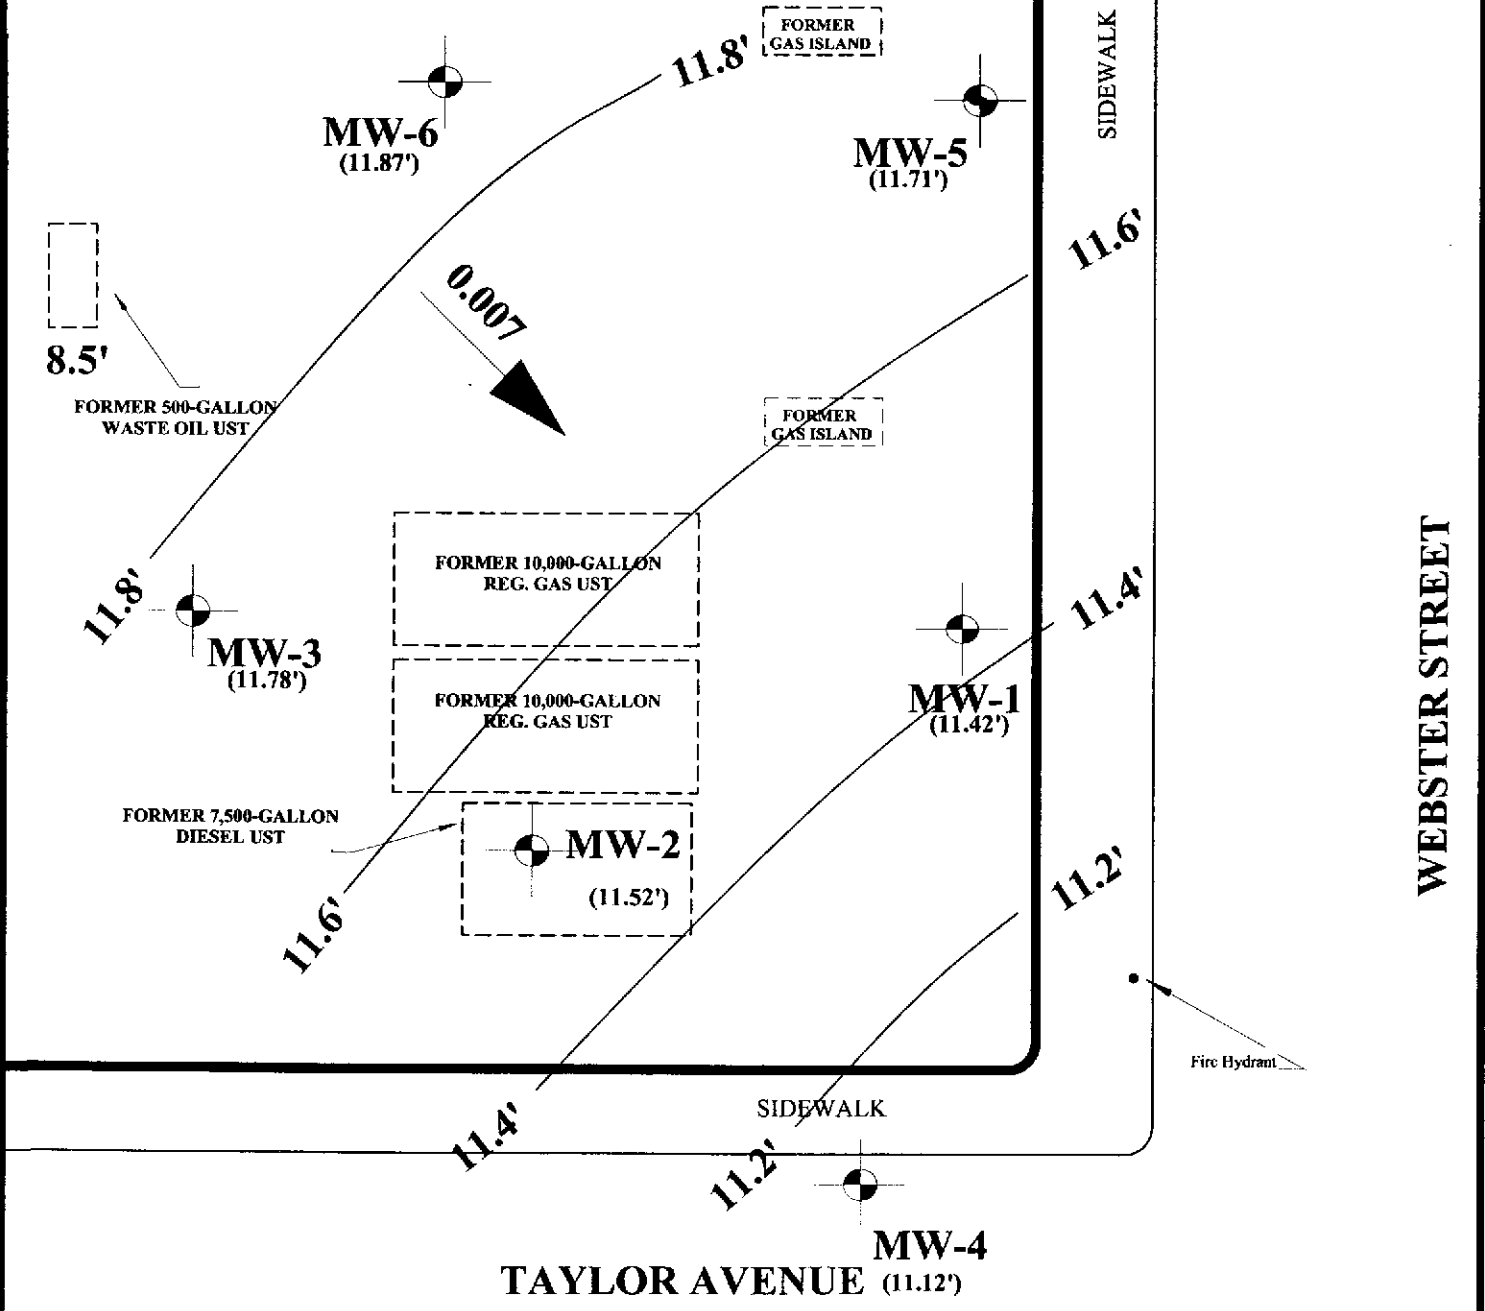 FORMER
GAS ISLAND
SIDEWALK
11.8'
MW-6
(11.87')
MW-5
(11.71')
11.6'
0.007
8.5'
FORMER 500-GALLON
WASTE OIL UST
FORMER
GAS ISLAND
FORMER 10,000-GALLON
REG. GAS UST
11.8'
11.4'
MW-3
(11.78')
FORMER 10,000-GALLON
REG. GAS UST
MW-1
(11.42')
WEBSTER STREET
FORMER 7,500-GALLON
DIESEL UST
MW-2
(11.52')
11.2'
11.6'
Fire Hydrant
SIDEWALK
11.4'
11.2'
MW-4
(11.12')
TAYLOR AVENUE